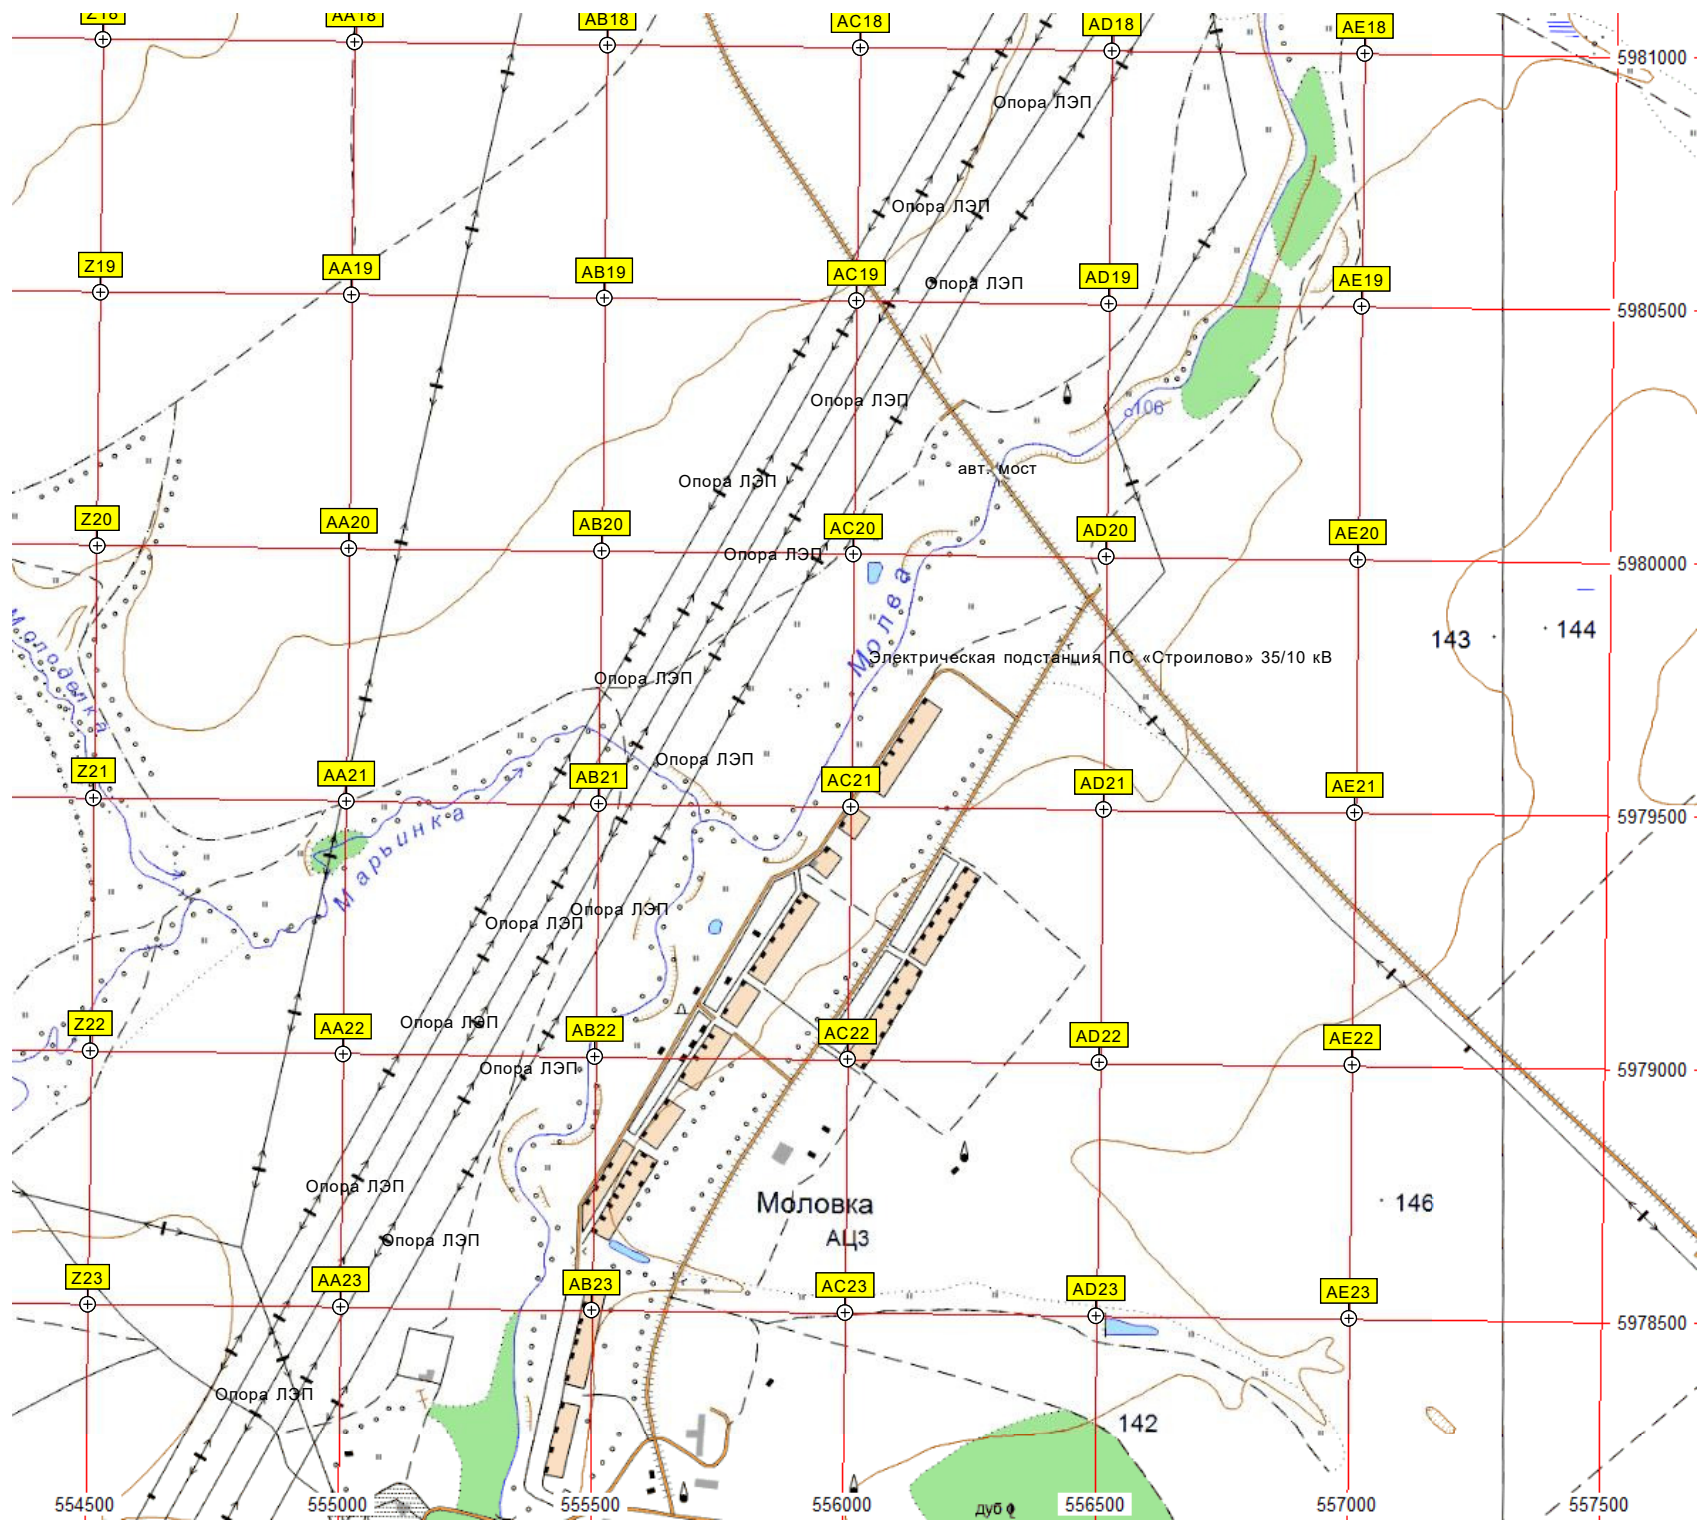 Z18 AA18 AB18 AC18 AD18 AE18
5981000
Опора ЛЭП
Опора ЛЭП
Z19 AA19 AB19 AC19 AD19 AE19
Опора ЛЭП
5980500
Опора ЛЭП
106
авт. мост
Опора ЛЭП
Z20 AA20 AB20 AC20 AD20 AE20
Опора ЛЭП
5980000
Молоделка
Молва
143 144
Электрическая подстанция ПС «Строилово» 35/10 кВ
Опора ЛЭП
Опора ЛЭП
Z21 AA21 AB21 AC21 AD21 AE21
5979500
Марьинка
Опора ЛЭП
Опора ЛЭП
Опора ЛЭП
Z22 AA22 AB22 AC22 AD22 AE22
Опора ЛЭП
5979000
Опора ЛЭП
Моловка
146
АЦЗ
Опора ЛЭП
Z23 AA23 AB23 AC23 AD23 AE23
5978500
Опора ЛЭП
142
554500 555000 555500 556000 556500 557000 557500
дуб